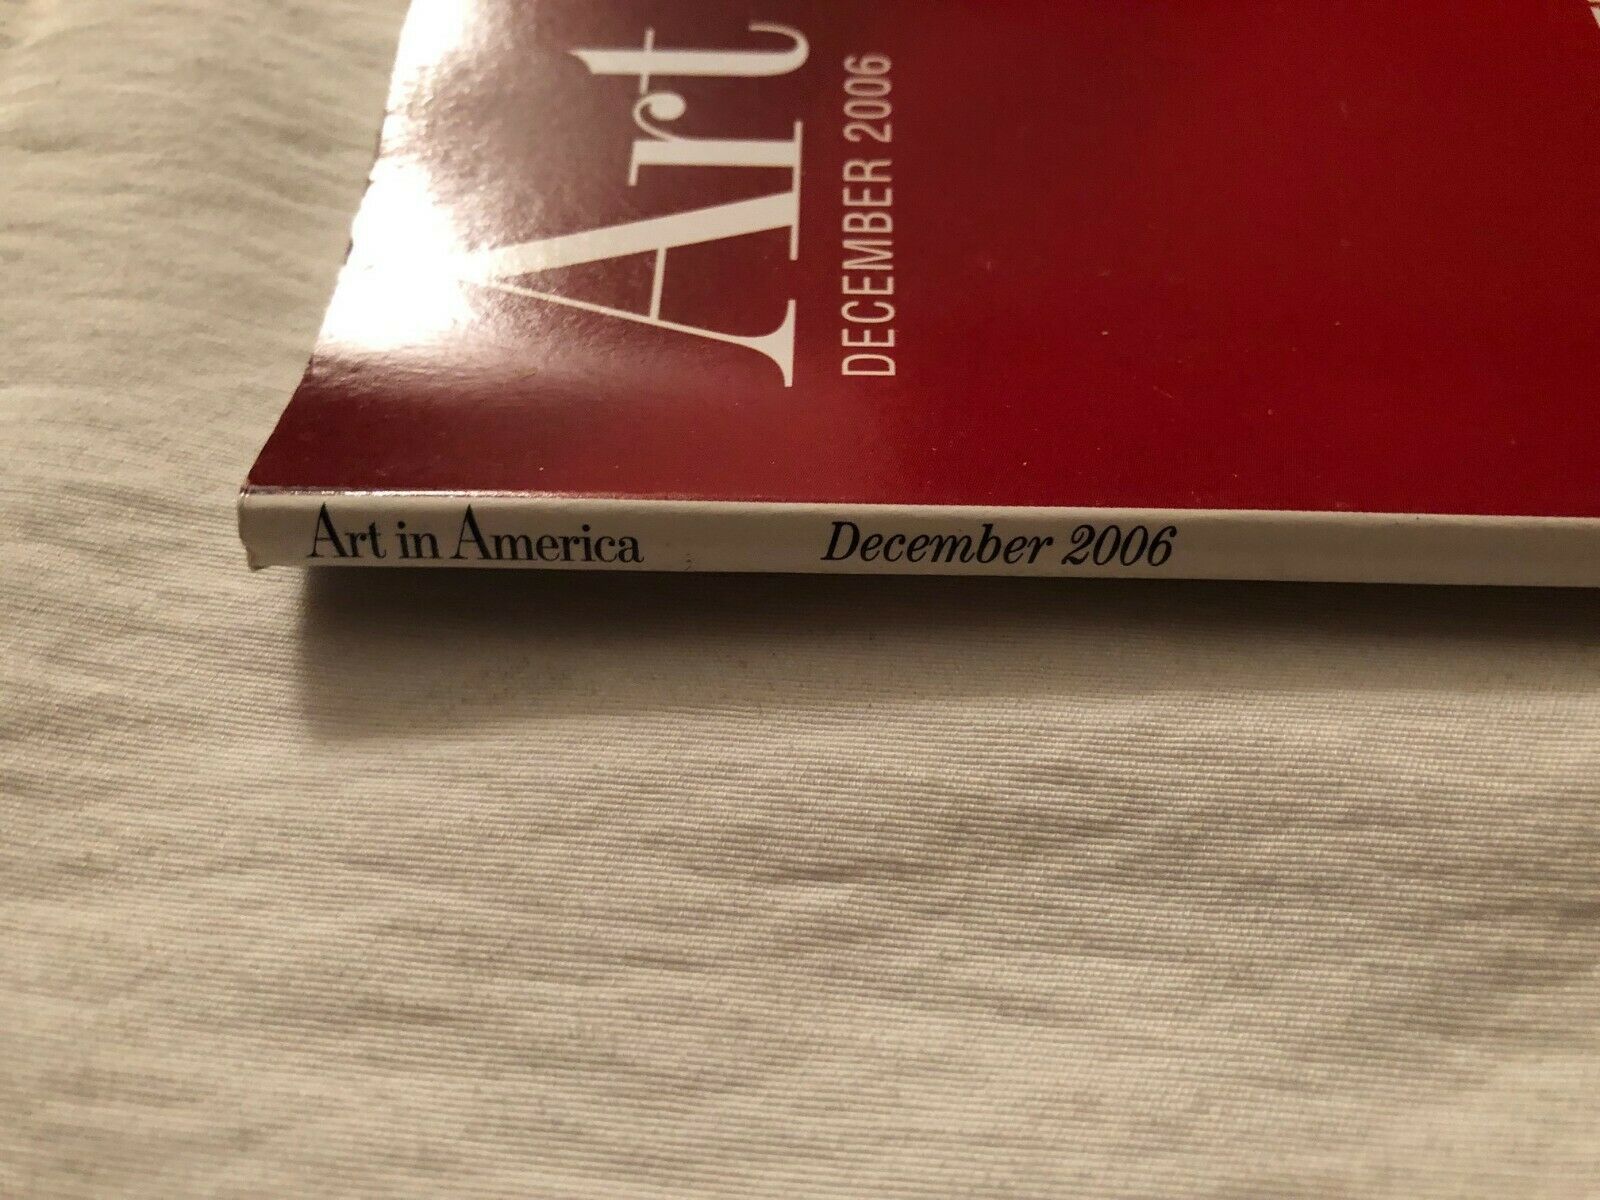 Art
DECEMBER 2006
Art in America December 2006